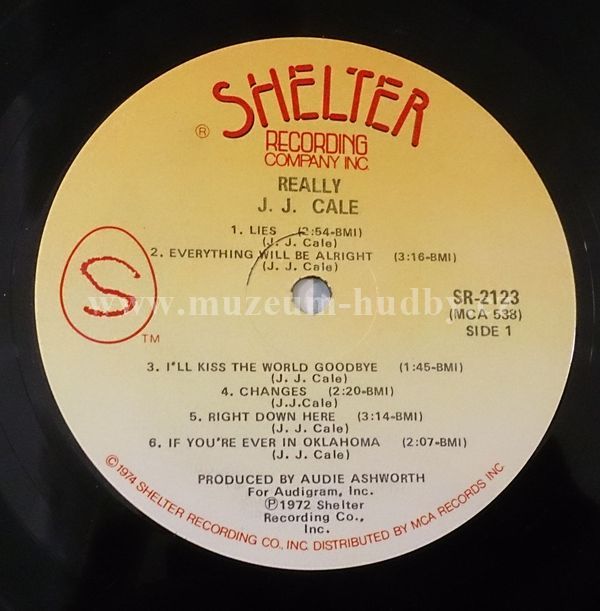 SHELTER
®
RECORDING
COMPANY INC.
REALLY
J. J. CALE
1. LIES (2:54-BMI)
(J. J. Cale)
2. EVERYTHING WILL BE ALRIGHT (3:16-BMI)
(J. J. Cale)
S
TM
www.muzeum-hudby.
SR-2123
(MCA 538)
SIDE 1
3. I'LL KISS THE WORLD GOODBYE (1:45-BMI)
(J. J. Cale)
4. CHANGES (2:20-BMI)
(J.J.Cale)
5. RIGHT DOWN HERE (3:14-BMI)
(J. J. Cale)
6. IF YOU'RE EVER IN OKLAHOMA (2:07-BMI)
(J. J. Cale)
PRODUCED BY AUDIE ASHWORTH
For Audigram, Inc.
Ⓟ1972 Shelter
Recording Co.,
Inc.
©1974 SHELTER RECORDING CO., INC. DISTRIBUTED BY MCA RECORDS INC.